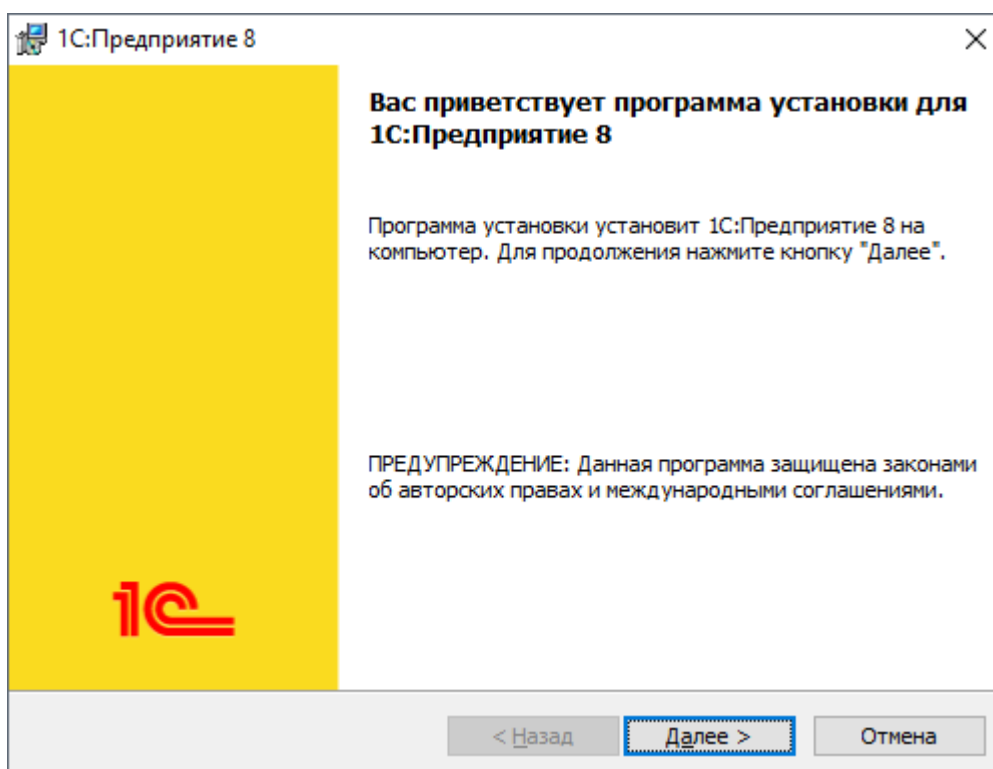 1С:Предприятие 8
Вас приветствует программа установки для
1С:Предприятие 8
Программа установки установит 1С:Предприятие 8 на
компьютер. Для продолжения нажмите кнопку "Далее".
ПРЕДУПРЕЖДЕНИЕ: Данная программа защищена законами
об авторских правах и международными соглашениями.
1С
< Назад
Далее >
Отмена